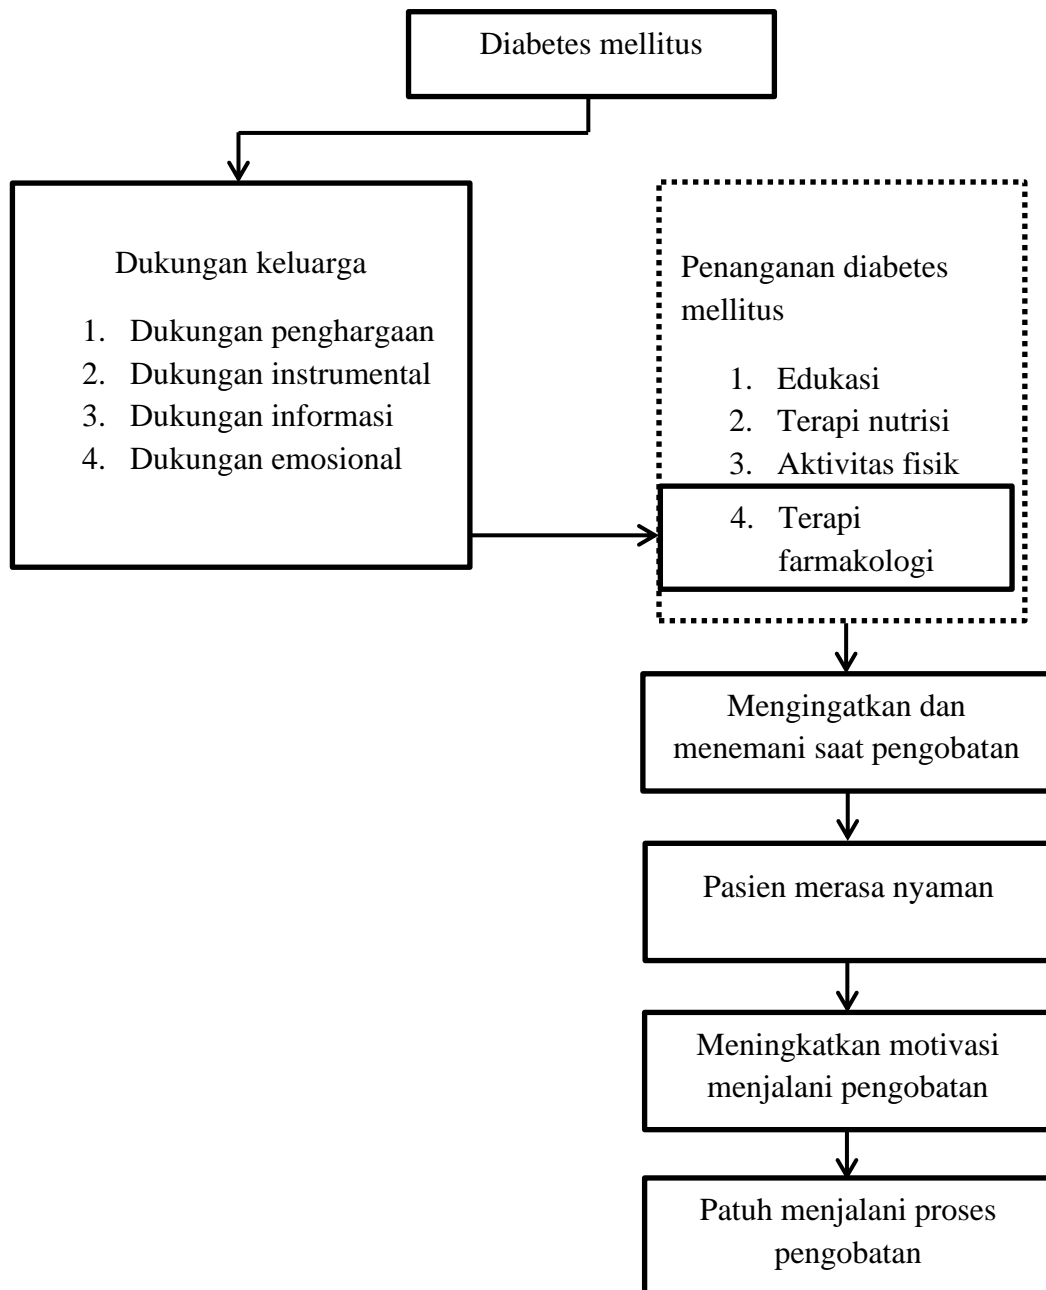 Diabetes mellitus
Dukungan keluarga
1. Dukungan penghargaan
2. Dukungan instrumental
3. Dukungan informasi
4. Dukungan emosional
Penanganan diabetes
mellitus
1. Edukasi
2. Terapi nutrisi
3. Aktivitas fisik
4. Terapi
farmakologi
Mengingatkan dan
menemani saat pengobatan
Pasien merasa nyaman
Meningkatkan motivasi
menjalani pengobatan
Patuh menjalani proses
pengobatan